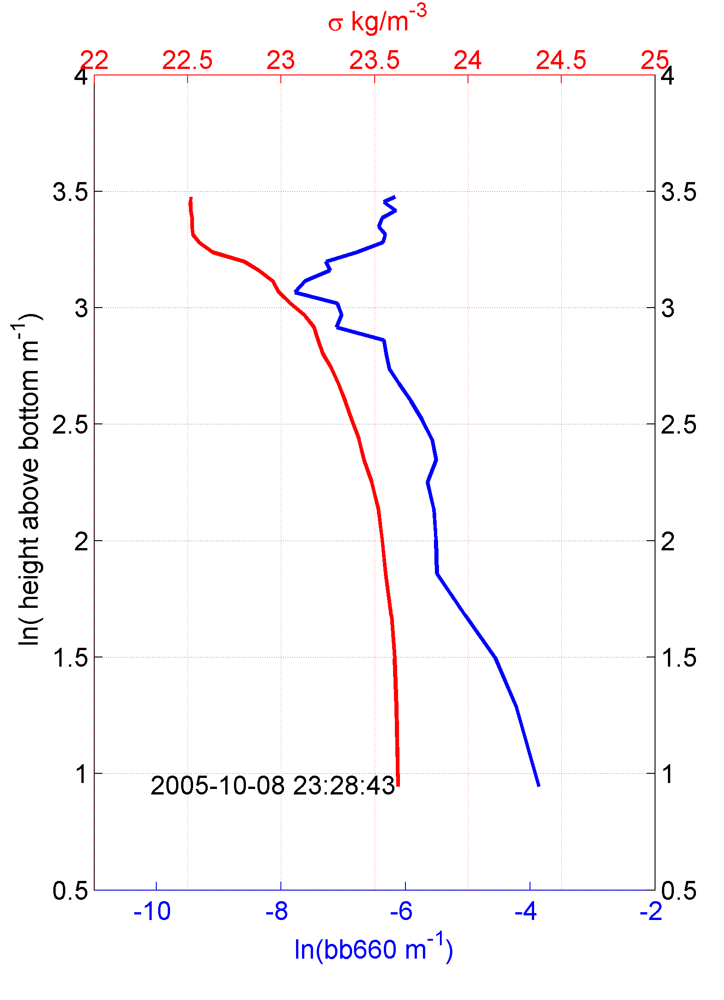 σ kg/m⁻³
22 22.5 23 23.5 24 24.5 25
4 4
3.5 3.5
3 3
2.5 2.5
2 2
1.5 1.5
1 1
0.5 0.5
ln( height above bottom m⁻¹)
2005-10-08 23:28:43
-10 -8 -6 -4 -2
ln(bb660 m⁻¹)